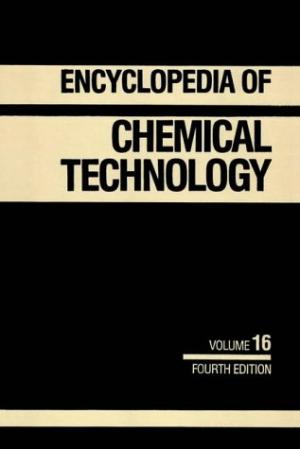 ENCYCLOPEDIA OF
CHEMICAL
TECHNOLOGY
VOLUME 16
FOURTH EDITION